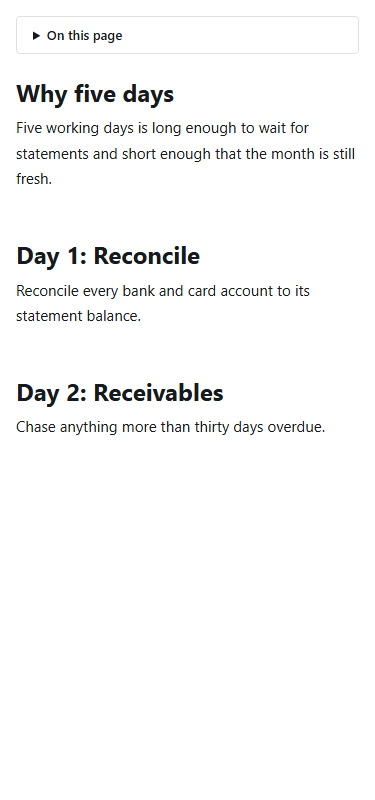 On this page
Why five days
Five working days is long enough to wait for
statements and short enough that the month is still
fresh.
Day 1: Reconcile
Reconcile every bank and card account to its
statement balance.
Day 2: Receivables
Chase anything more than thirty days overdue.